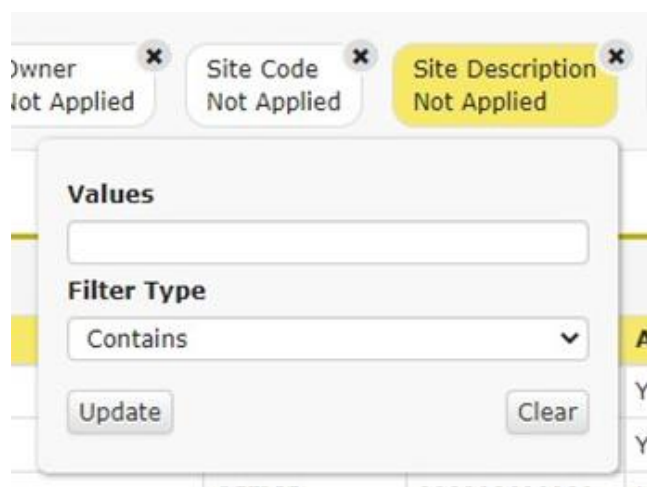 Owner
Not Applied
Site Code
Not Applied
Site Description
Not Applied
Values
Filter Type
Contains
Update
Clear
Y
Y